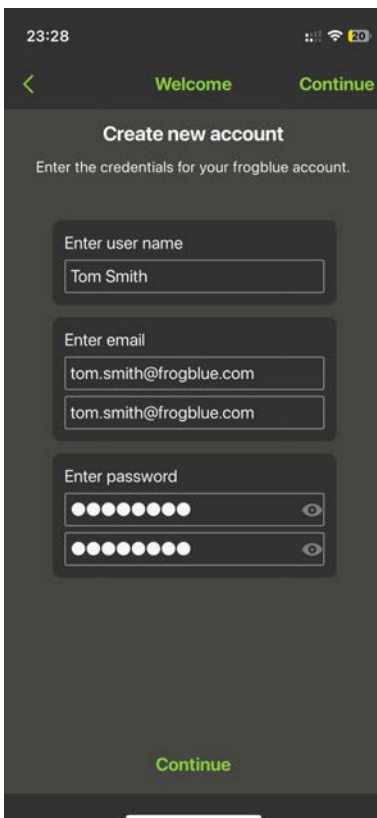 23:28
20
Welcome
Continue
Create new account
Enter the credentials for your frogblue account.
Enter user name
Tom Smith
Enter email
tom.smith@frogblue.com
tom.smith@frogblue.com
Enter password
●●●●●●●●
●●●●●●●●
Continue